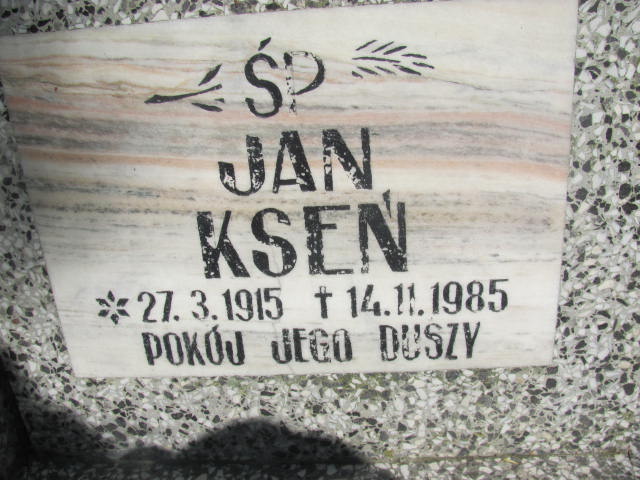 ŚP
JAN
KSEŃ
* 27.3.1915 † 14.11.1985
POKÓJ JEGO DUSZY